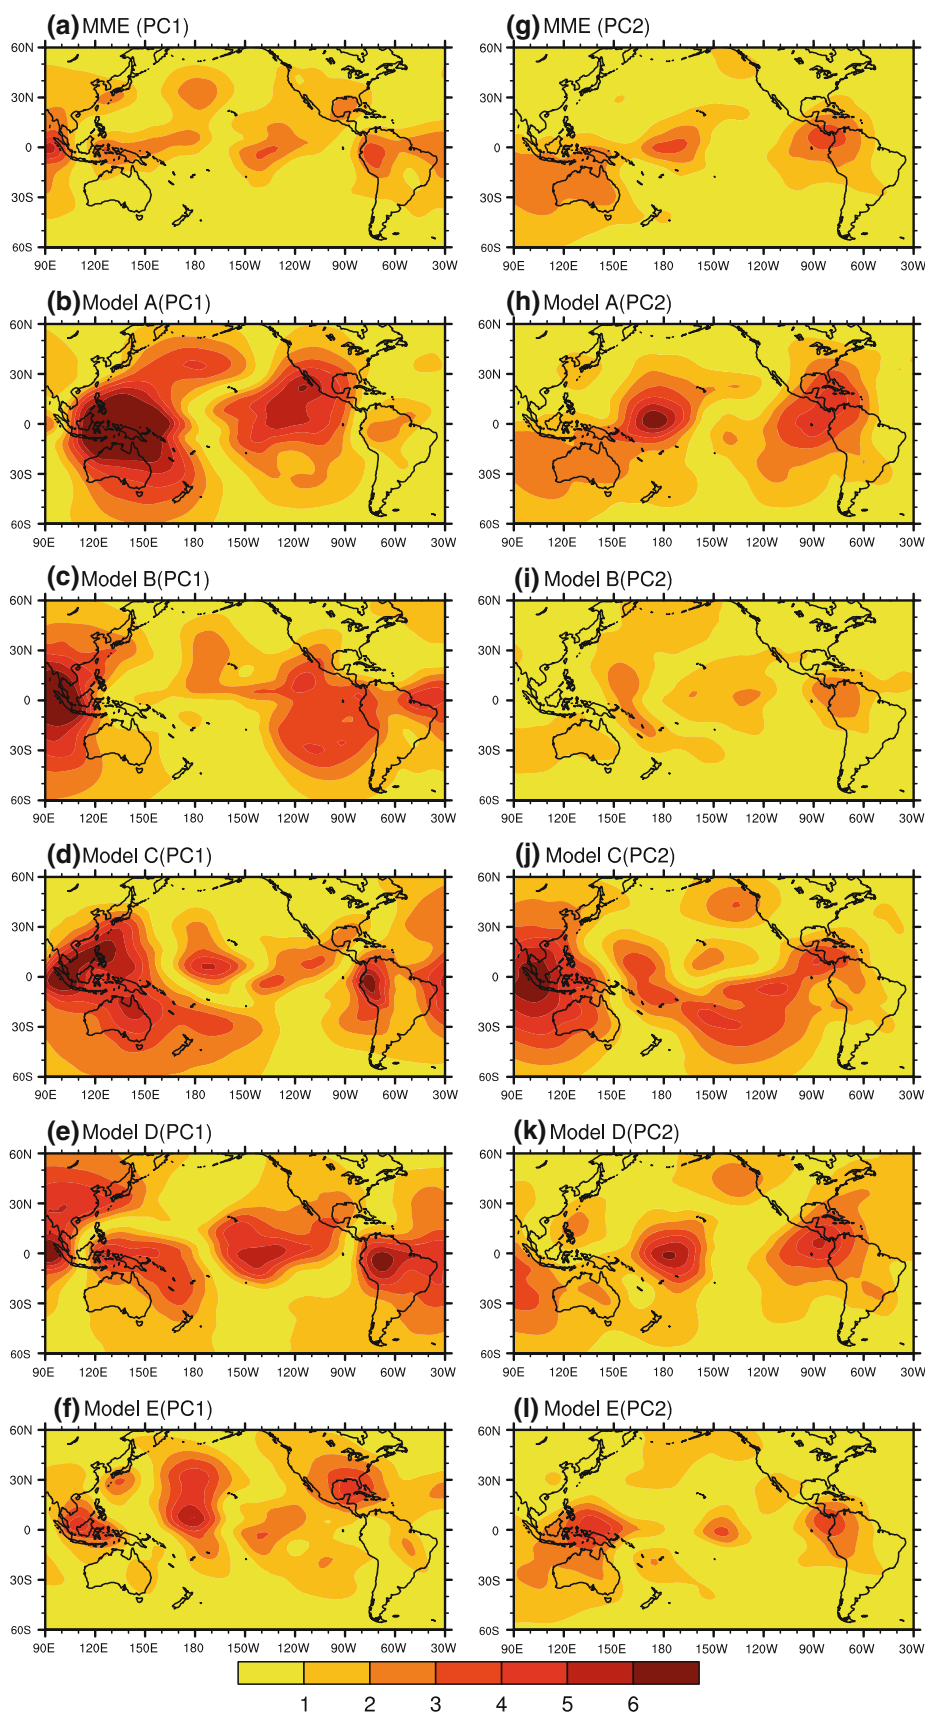 (a) MME (PC1)
60N
30N
0
30S
60S
90E 120E 150E 180 150W 120W 90W 60W 30W
(g) MME (PC2)
60N
30N
0
30S
60S
90E 120E 150E 180 150W 120W 90W 60W 30W
(b) Model A(PC1)
60N
30N
0
30S
60S
90E 120E 150E 180 150W 120W 90W 60W 30W
(h) Model A(PC2)
60N
30N
0
30S
60S
90E 120E 150E 180 150W 120W 90W 60W 30W
(c) Model B(PC1)
60N
30N
0
30S
60S
90E 120E 150E 180 150W 120W 90W 60W 30W
(i) Model B(PC2)
60N
30N
0
30S
60S
90E 120E 150E 180 150W 120W 90W 60W 30W
(d) Model C(PC1)
60N
30N
0
30S
60S
90E 120E 150E 180 150W 120W 90W 60W 30W
(j) Model C(PC2)
60N
30N
0
30S
60S
90E 120E 150E 180 150W 120W 90W 60W 30W
(e) Model D(PC1)
60N
30N
0
30S
60S
90E 120E 150E 180 150W 120W 90W 60W 30W
(k) Model D(PC2)
60N
30N
0
30S
60S
90E 120E 150E 180 150W 120W 90W 60W 30W
(f) Model E(PC1)
60N
30N
0
30S
60S
90E 120E 150E 180 150W 120W 90W 60W 30W
(l) Model E(PC2)
60N
30N
0
30S
60S
90E 120E 150E 180 150W 120W 90W 60W 30W
1 2 3 4 5 6